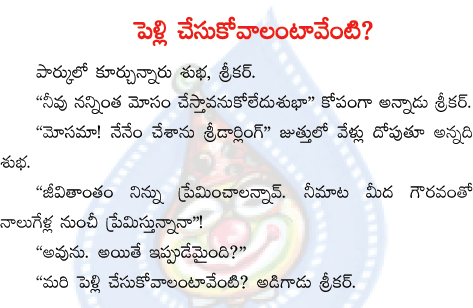 పెళ్లి చేసుకోవాలంటావేంటి?
పార్కులో కూర్చున్నారు శుభ, శ్రీకర్.
“నీవు నన్నింత మోసం చేస్తావనుకోలేదుశుభా” కోపంగా అన్నాడు శ్రీకర్.
“మోసమా! నేనేం చేశాను శ్రీడార్లింగ్” జుత్తులో వేళ్లు దోపుతూ అన్నది
శుభ.
“జీవితాంతం నిన్ను ప్రేమించాలన్నావ్. నీమాట మీద గౌరవంతో
నాలుగేళ్ల నుంచీ ప్రేమిస్తున్నానా”!
“అవును. అయితే ఇప్పుడేమైంది?”
“మరి పెళ్లి చేసుకోవాలంటావేంటి? అడిగాడు శ్రీకర్.